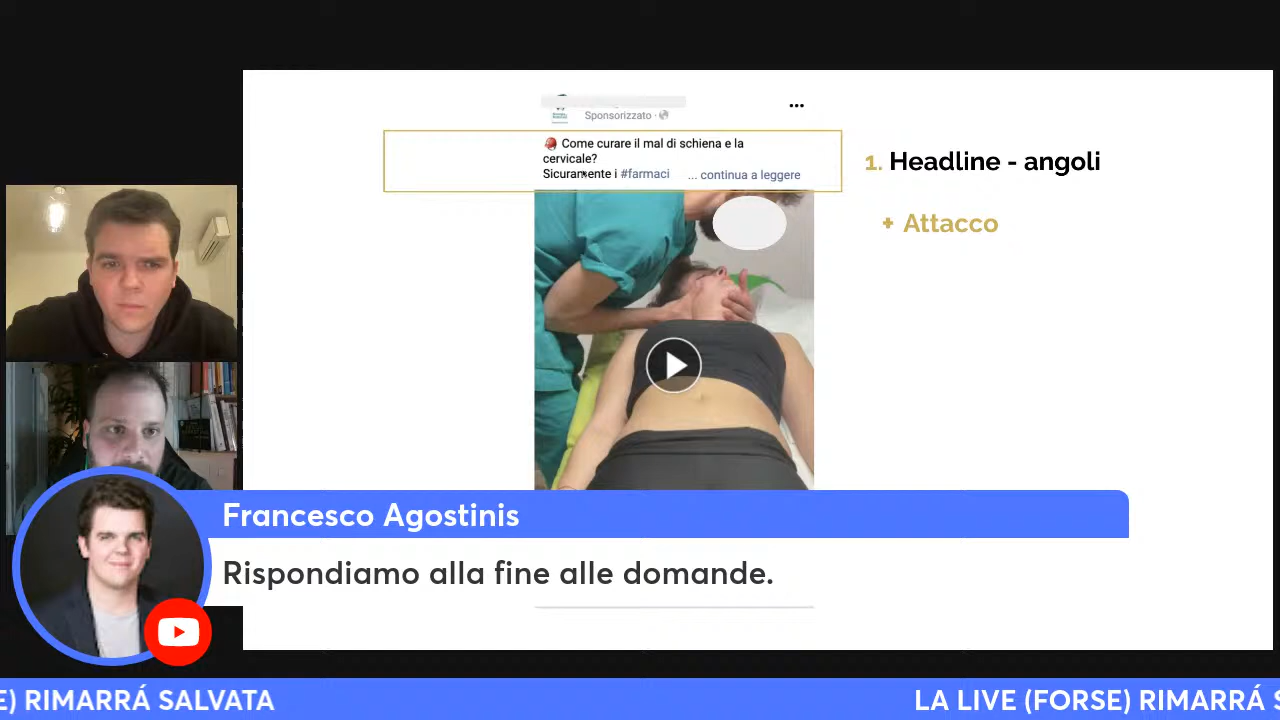 Sponsorizzato ·
Come curare il mal di schiena e la
cervicale?
Sicuramente i #farmaci ... continua a leggere
1. Headline - angoli
+ Attacco
Francesco Agostinis
Rispondiamo alla fine alle domande.
E) RIMARRÁ SALVATA LA LIVE (FORSE) RIMARRÁ S